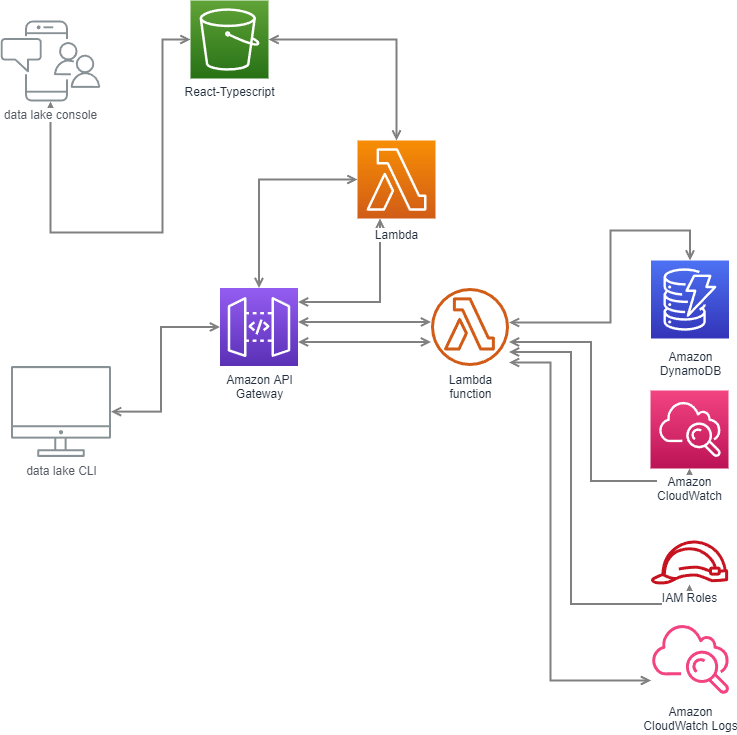 data lake console
React-Typescript
Lambda
Amazon API
Gateway
Lambda
function
Amazon
DynamoDB
data lake CLI
Amazon
CloudWatch
IAM Roles
Amazon
CloudWatch Logs